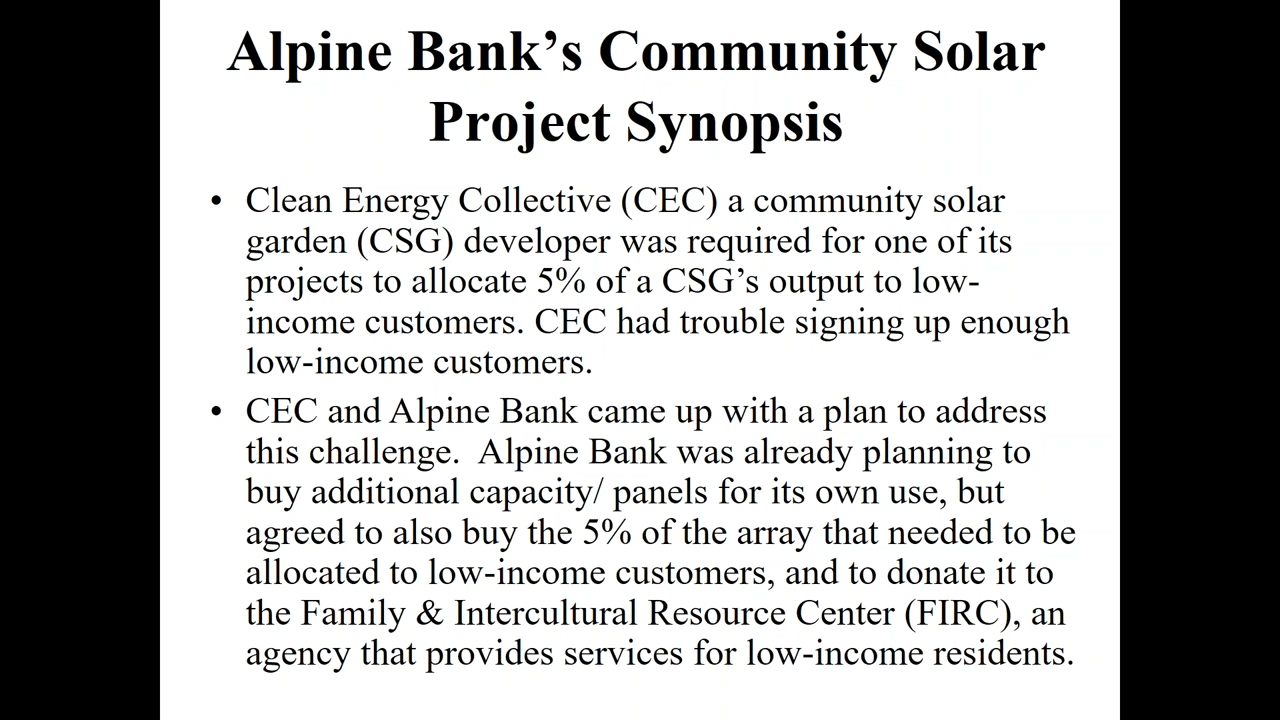 Alpine Bank’s Community Solar
Project Synopsis
• Clean Energy Collective (CEC) a community solar
garden (CSG) developer was required for one of its
projects to allocate 5% of a CSG’s output to low-
income customers. CEC had trouble signing up enough
low-income customers.
• CEC and Alpine Bank came up with a plan to address
this challenge.  Alpine Bank was already planning to
buy additional capacity/ panels for its own use, but
agreed to also buy the 5% of the array that needed to be
allocated to low-income customers, and to donate it to
the Family & Intercultural Resource Center (FIRC), an
agency that provides services for low-income residents.